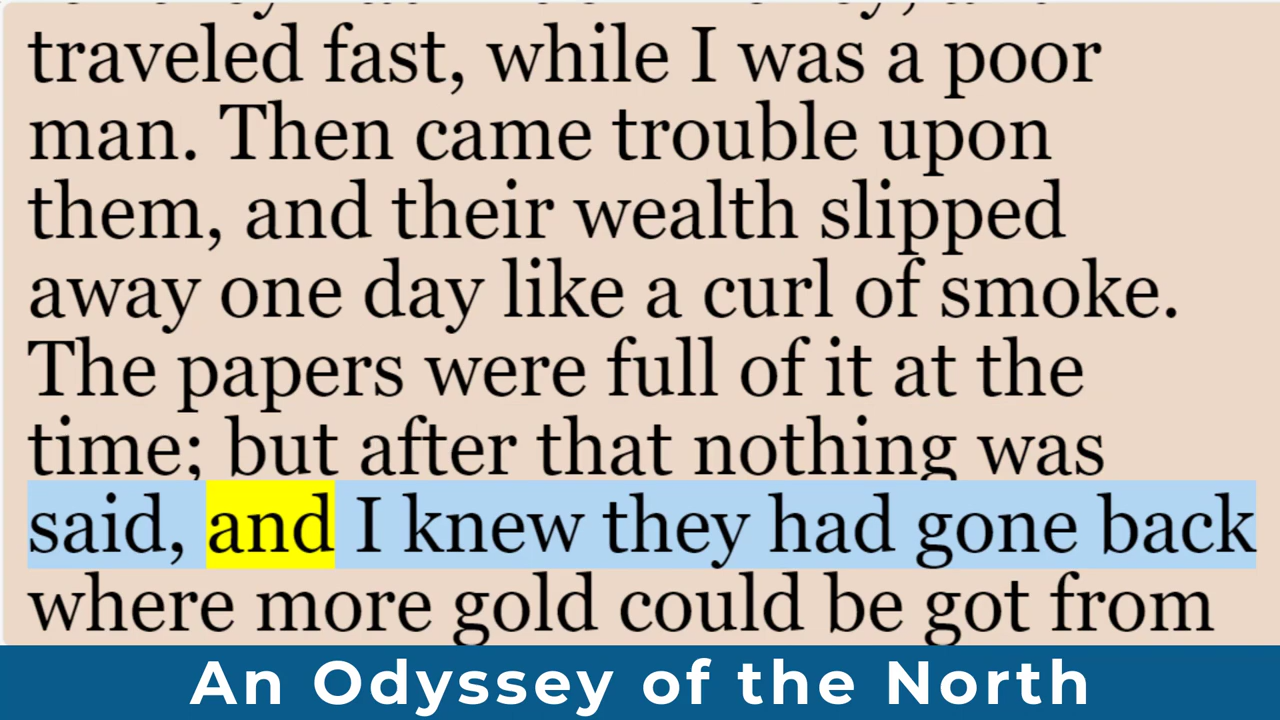 traveled fast, while I was a poor
man. Then came trouble upon
them, and their wealth slipped
away one day like a curl of smoke.
The papers were full of it at the
time; but after that nothing was
said, and I knew they had gone back
where more gold could be got from
An Odyssey of the North